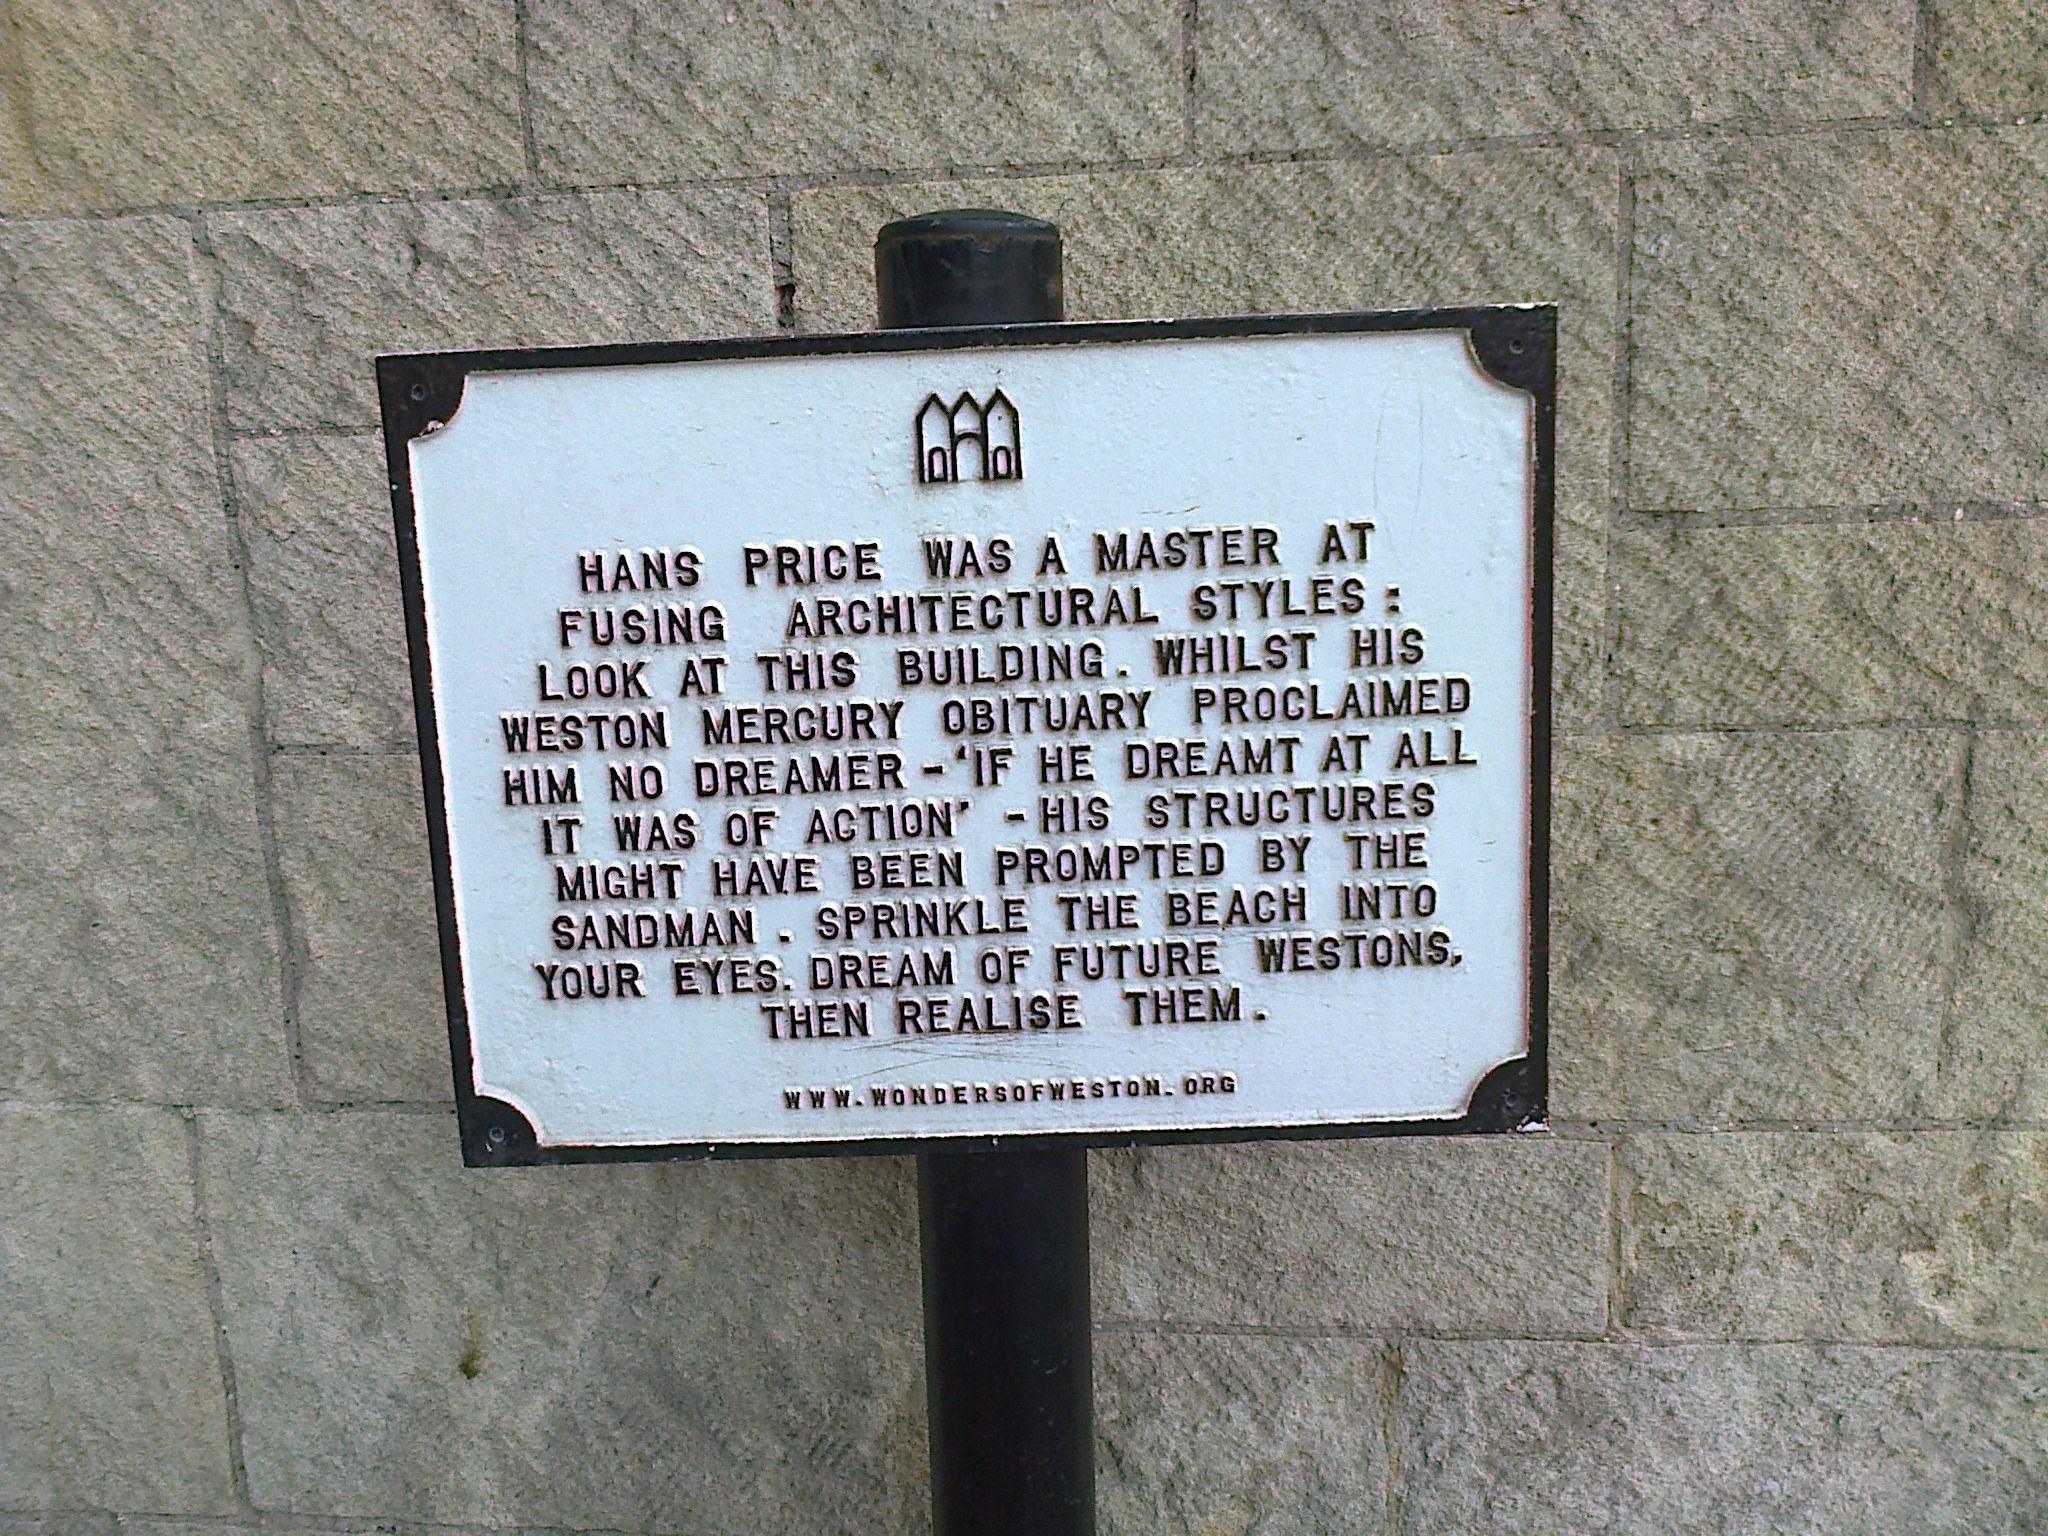 HANS PRICE WAS A MASTER AT
FUSING ARCHITECTURAL STYLES:
LOOK AT THIS BUILDING. WHILST HIS
WESTON MERCURY OBITUARY PROCLAIMED
HIM NO DREAMER - 'IF HE DREAMT AT ALL
IT WAS OF ACTION' - HIS STRUCTURES
MIGHT HAVE BEEN PROMPTED BY THE
SANDMAN. SPRINKLE THE BEACH INTO
YOUR EYES. DREAM OF FUTURE WESTONS,
THEN REALISE THEM.
WWW.WONDERSOFWESTON.ORG